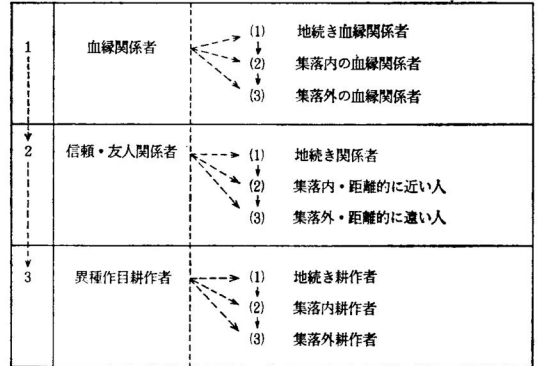 1 血縁関係者 (1) 地続き血縁関係者
(2) 集落内の血縁関係者
(3) 集落外の血縁関係者
2 信頼・友人関係者 (1) 地続き関係者
(2) 集落内・距離的に近い人
(3) 集落外・距離的に遠い人
3 異種作目耕作者 (1) 地続き耕作者
(2) 集落内耕作者
(3) 集落外耕作者